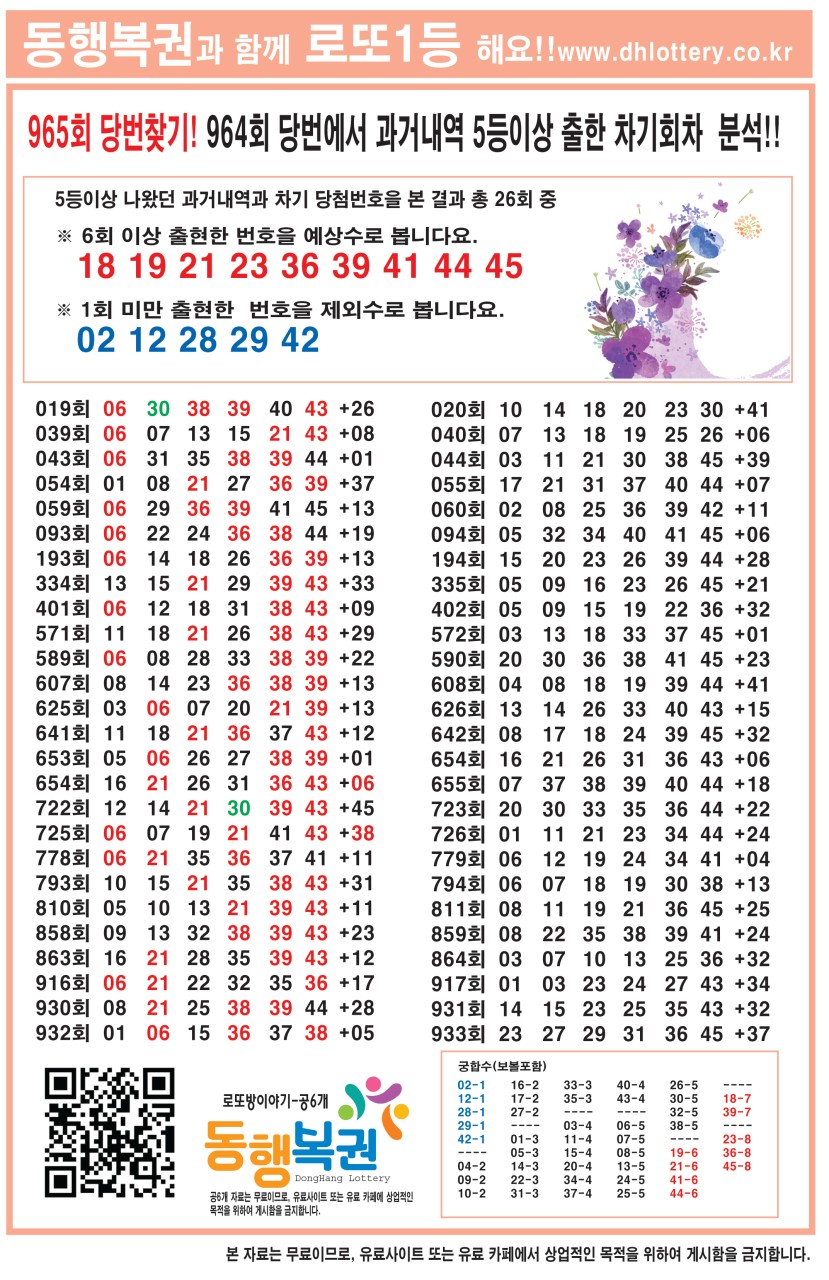 동행복권과 함께 로또1등 해요!!www.dhlottery.co.kr
965회 당번찾기! 964회 당번에서 과거내역 5등이상 출한 차기회차 분석!!
5등이상 나왔던 과거내역과 차기 당첨번호을 본 결과 총 26회 중
※ 6회 이상 출현한 번호을 예상수로 봅니다요.
18 19 21 23 36 39 41 44 45
※ 1회 미만 출현한 번호을 제외수로 봅니다요.
02 12 28 29 42
019회 06 30 38 39 40 43 +26
039회 06 07 13 15 21 43 +08
043회 06 31 35 38 39 44 +01
054회 01 08 21 27 36 39 +37
059회 06 29 36 39 41 45 +13
093회 06 22 24 36 38 44 +19
193회 06 14 18 26 36 39 +13
334회 13 15 21 29 39 43 +33
401회 06 12 18 31 38 43 +09
571회 11 18 21 26 38 43 +29
589회 06 08 28 33 38 39 +22
607회 08 14 23 36 38 39 +13
625회 03 06 07 20 21 39 +13
641회 11 18 21 36 37 43 +12
653회 05 06 26 27 38 39 +01
654회 16 21 26 31 36 43 +06
722회 12 14 21 30 39 43 +45
725회 06 07 19 21 41 43 +38
778회 06 21 35 36 37 41 +11
793회 10 15 21 35 38 43 +31
810회 05 10 13 21 39 43 +11
858회 09 13 32 38 39 43 +23
863회 16 21 28 35 39 43 +12
916회 06 21 22 32 35 36 +17
930회 08 21 25 38 39 44 +28
932회 01 06 15 36 37 38 +05
020회 10 14 18 20 23 30 +41
040회 07 13 18 19 25 26 +06
044회 03 11 21 30 38 45 +39
055회 17 21 31 37 40 44 +07
060회 02 08 25 36 39 42 +11
094회 05 32 34 40 41 45 +06
194회 15 20 23 26 39 44 +28
335회 05 09 16 23 26 45 +21
402회 05 09 15 19 22 36 +32
572회 03 13 18 33 37 45 +01
590회 20 30 36 38 41 45 +23
608회 04 08 18 19 39 44 +41
626회 13 14 26 33 40 43 +15
642회 08 17 18 24 39 45 +32
654회 16 21 26 31 36 43 +06
655회 07 37 38 39 40 44 +18
723회 20 30 33 35 36 44 +22
726회 01 11 21 23 34 44 +24
779회 06 12 19 24 34 41 +04
794회 06 07 18 19 30 38 +13
811회 08 11 19 21 36 45 +25
859회 08 22 35 38 39 41 +24
864회 03 07 10 13 25 36 +32
917회 01 03 23 24 27 43 +34
931회 14 15 23 25 35 43 +32
933회 23 27 29 31 36 45 +37
로또방이야기-공6개
동행복권
DongHang Lottery
공6개 자료는 무료이므로, 유료사이트 또는 유료 카페에 상업적인
목적을 위하여 게시함을 금지합니다.
궁합수(보볼포함)
02-1 16-2 33-3 40-4 26-5 ----
12-1 17-2 35-3 43-4 30-5 18-7
28-1 27-2 ---- ---- 32-5 39-7
29-1 ---- 03-4 06-5 38-5 ----
42-1 01-3 11-4 07-5 ---- 23-8
---- 05-3 15-4 08-5 19-6 36-8
04-2 14-3 20-4 13-5 21-6 45-8
09-2 22-3 34-4 24-5 41-6
10-2 31-3 37-4 25-5 44-6
본 자료는 무료이므로, 유료사이트 또는 유료 카페에서 상업적인 목적을 위하여 게시함을 금지합니다.